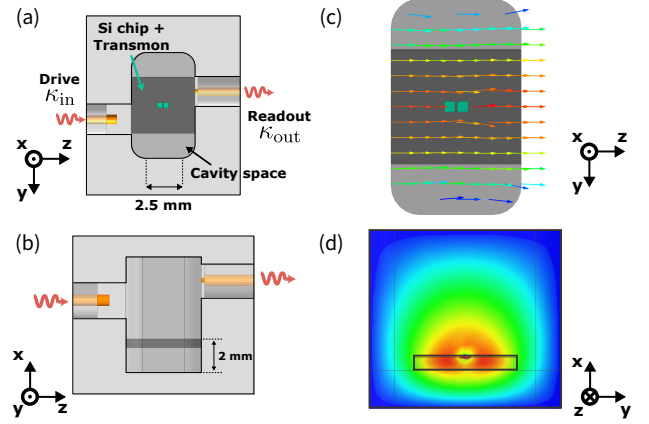 (a)
Si chip +
Transmon
Drive
κin
Readout
κout
Cavity space
2.5 mm
x
z
y
(b)
2 mm
x
y
z
(c)
x
z
y
(d)
x
z
y